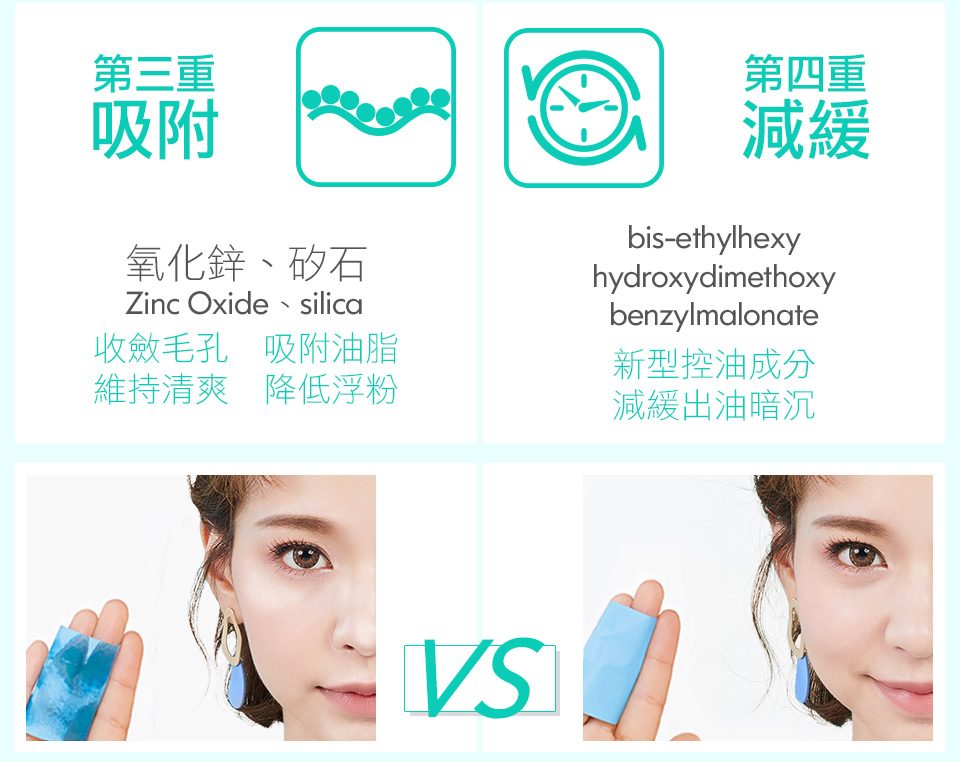 第三重
吸附
氧化鋅、矽石
Zinc Oxide、silica
收斂毛孔 吸附油脂
維持清爽 降低浮粉
第四重
減緩
bis-ethylhexy
hydroxydimethoxy
benzylmalonate
新型控油成分
減緩出油暗沉
VS